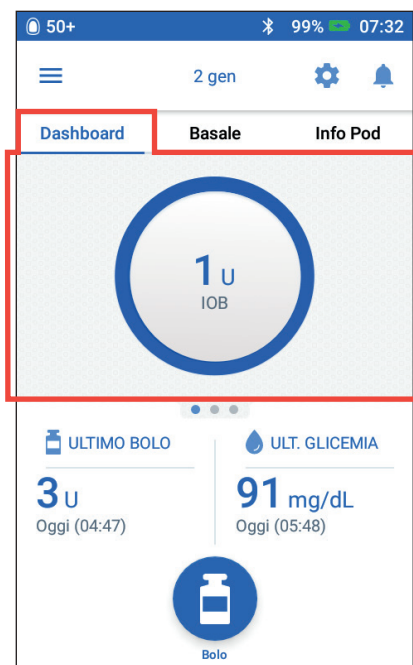 50+ 99% 07:32
2 gen
Dashboard Basale Info Pod
1 U
IOB
ULTIMO BOLO ULT. GLICEMIA
3 U 91 mg/dL
Oggi (04:47) Oggi (05:48)
Bolo